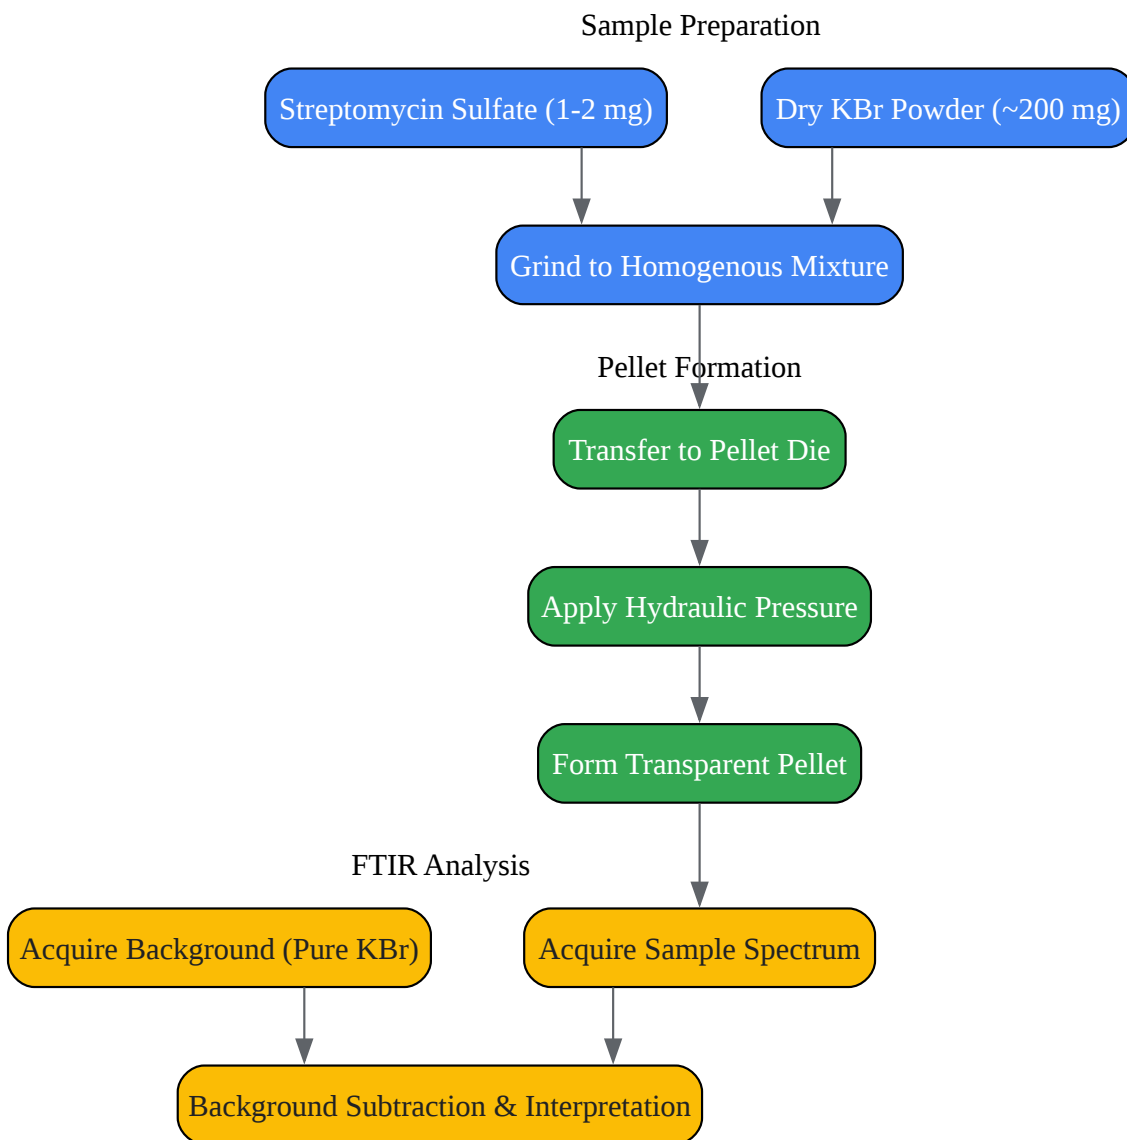 Sample Preparation
Streptomycin Sulfate (1-2 mg)
Dry KBr Powder (~200 mg)
Grind to Homogenous Mixture
Pellet Formation
Transfer to Pellet Die
Apply Hydraulic Pressure
Form Transparent Pellet
FTIR Analysis
Acquire Background (Pure KBr)
Acquire Sample Spectrum
Background Subtraction & Interpretation